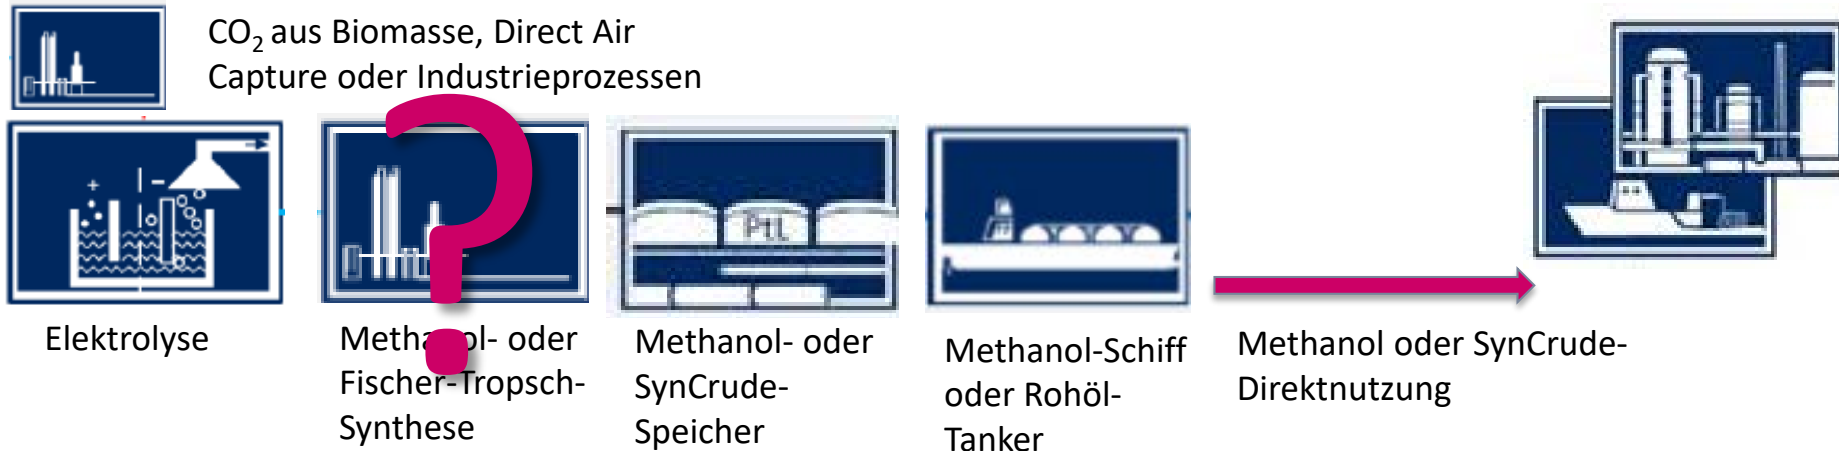 CO₂ aus Biomasse, Direct Air
Capture oder Industrieprozessen
?
+ | -
PtL
Elektrolyse
Methanol- oder
Fischer-Tropsch-
Synthese
Methanol- oder
SynCrude-
Speicher
Methanol-Schiff
oder Rohöl-
Tanker
Methanol oder SynCrude-
Direktnutzung